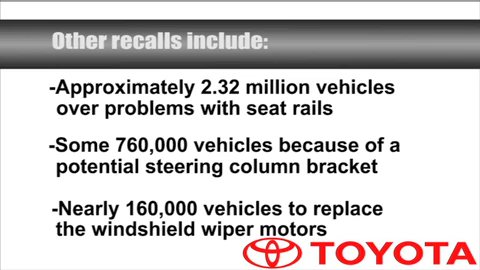 Other recalls include:
-Approximately 2.32 million vehicles
over problems with seat rails
-Some 760,000 vehicles because of a
potential steering column bracket
-Nearly 160,000 vehicles to replace
the windshield wiper motors
TOYOTA